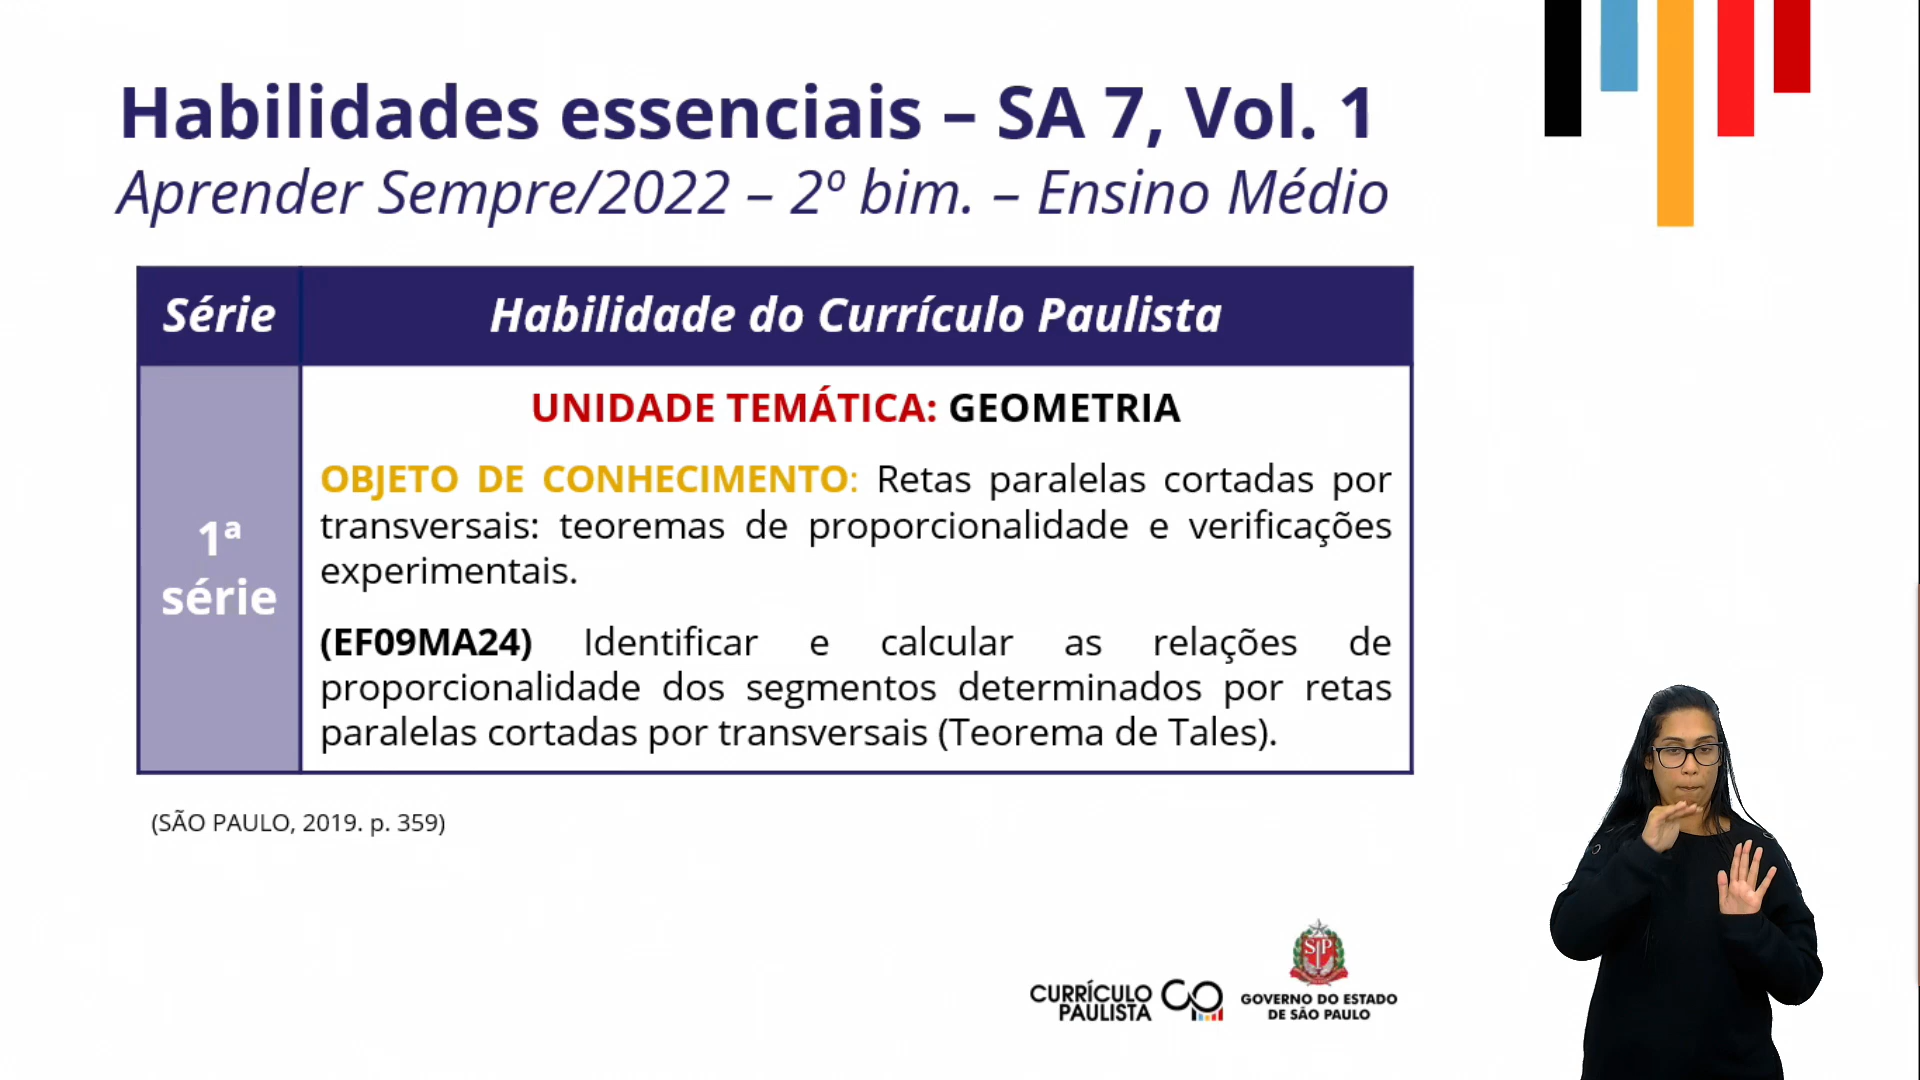 Habilidades essenciais – SA 7, Vol. 1
Aprender Sempre/2022 – 2º bim. – Ensino Médio
Série
Habilidade do Currículo Paulista
1ª
série
UNIDADE TEMÁTICA: GEOMETRIA
OBJETO DE CONHECIMENTO: Retas paralelas cortadas por
transversais: teoremas de proporcionalidade e verificações
experimentais.
(EF09MA24) Identificar e calcular as relações de
proporcionalidade dos segmentos determinados por retas
paralelas cortadas por transversais (Teorema de Tales).
(SÃO PAULO, 2019. p. 359)
CURRÍCULO
PAULISTA
SP
GOVERNO DO ESTADO
DE SÃO PAULO